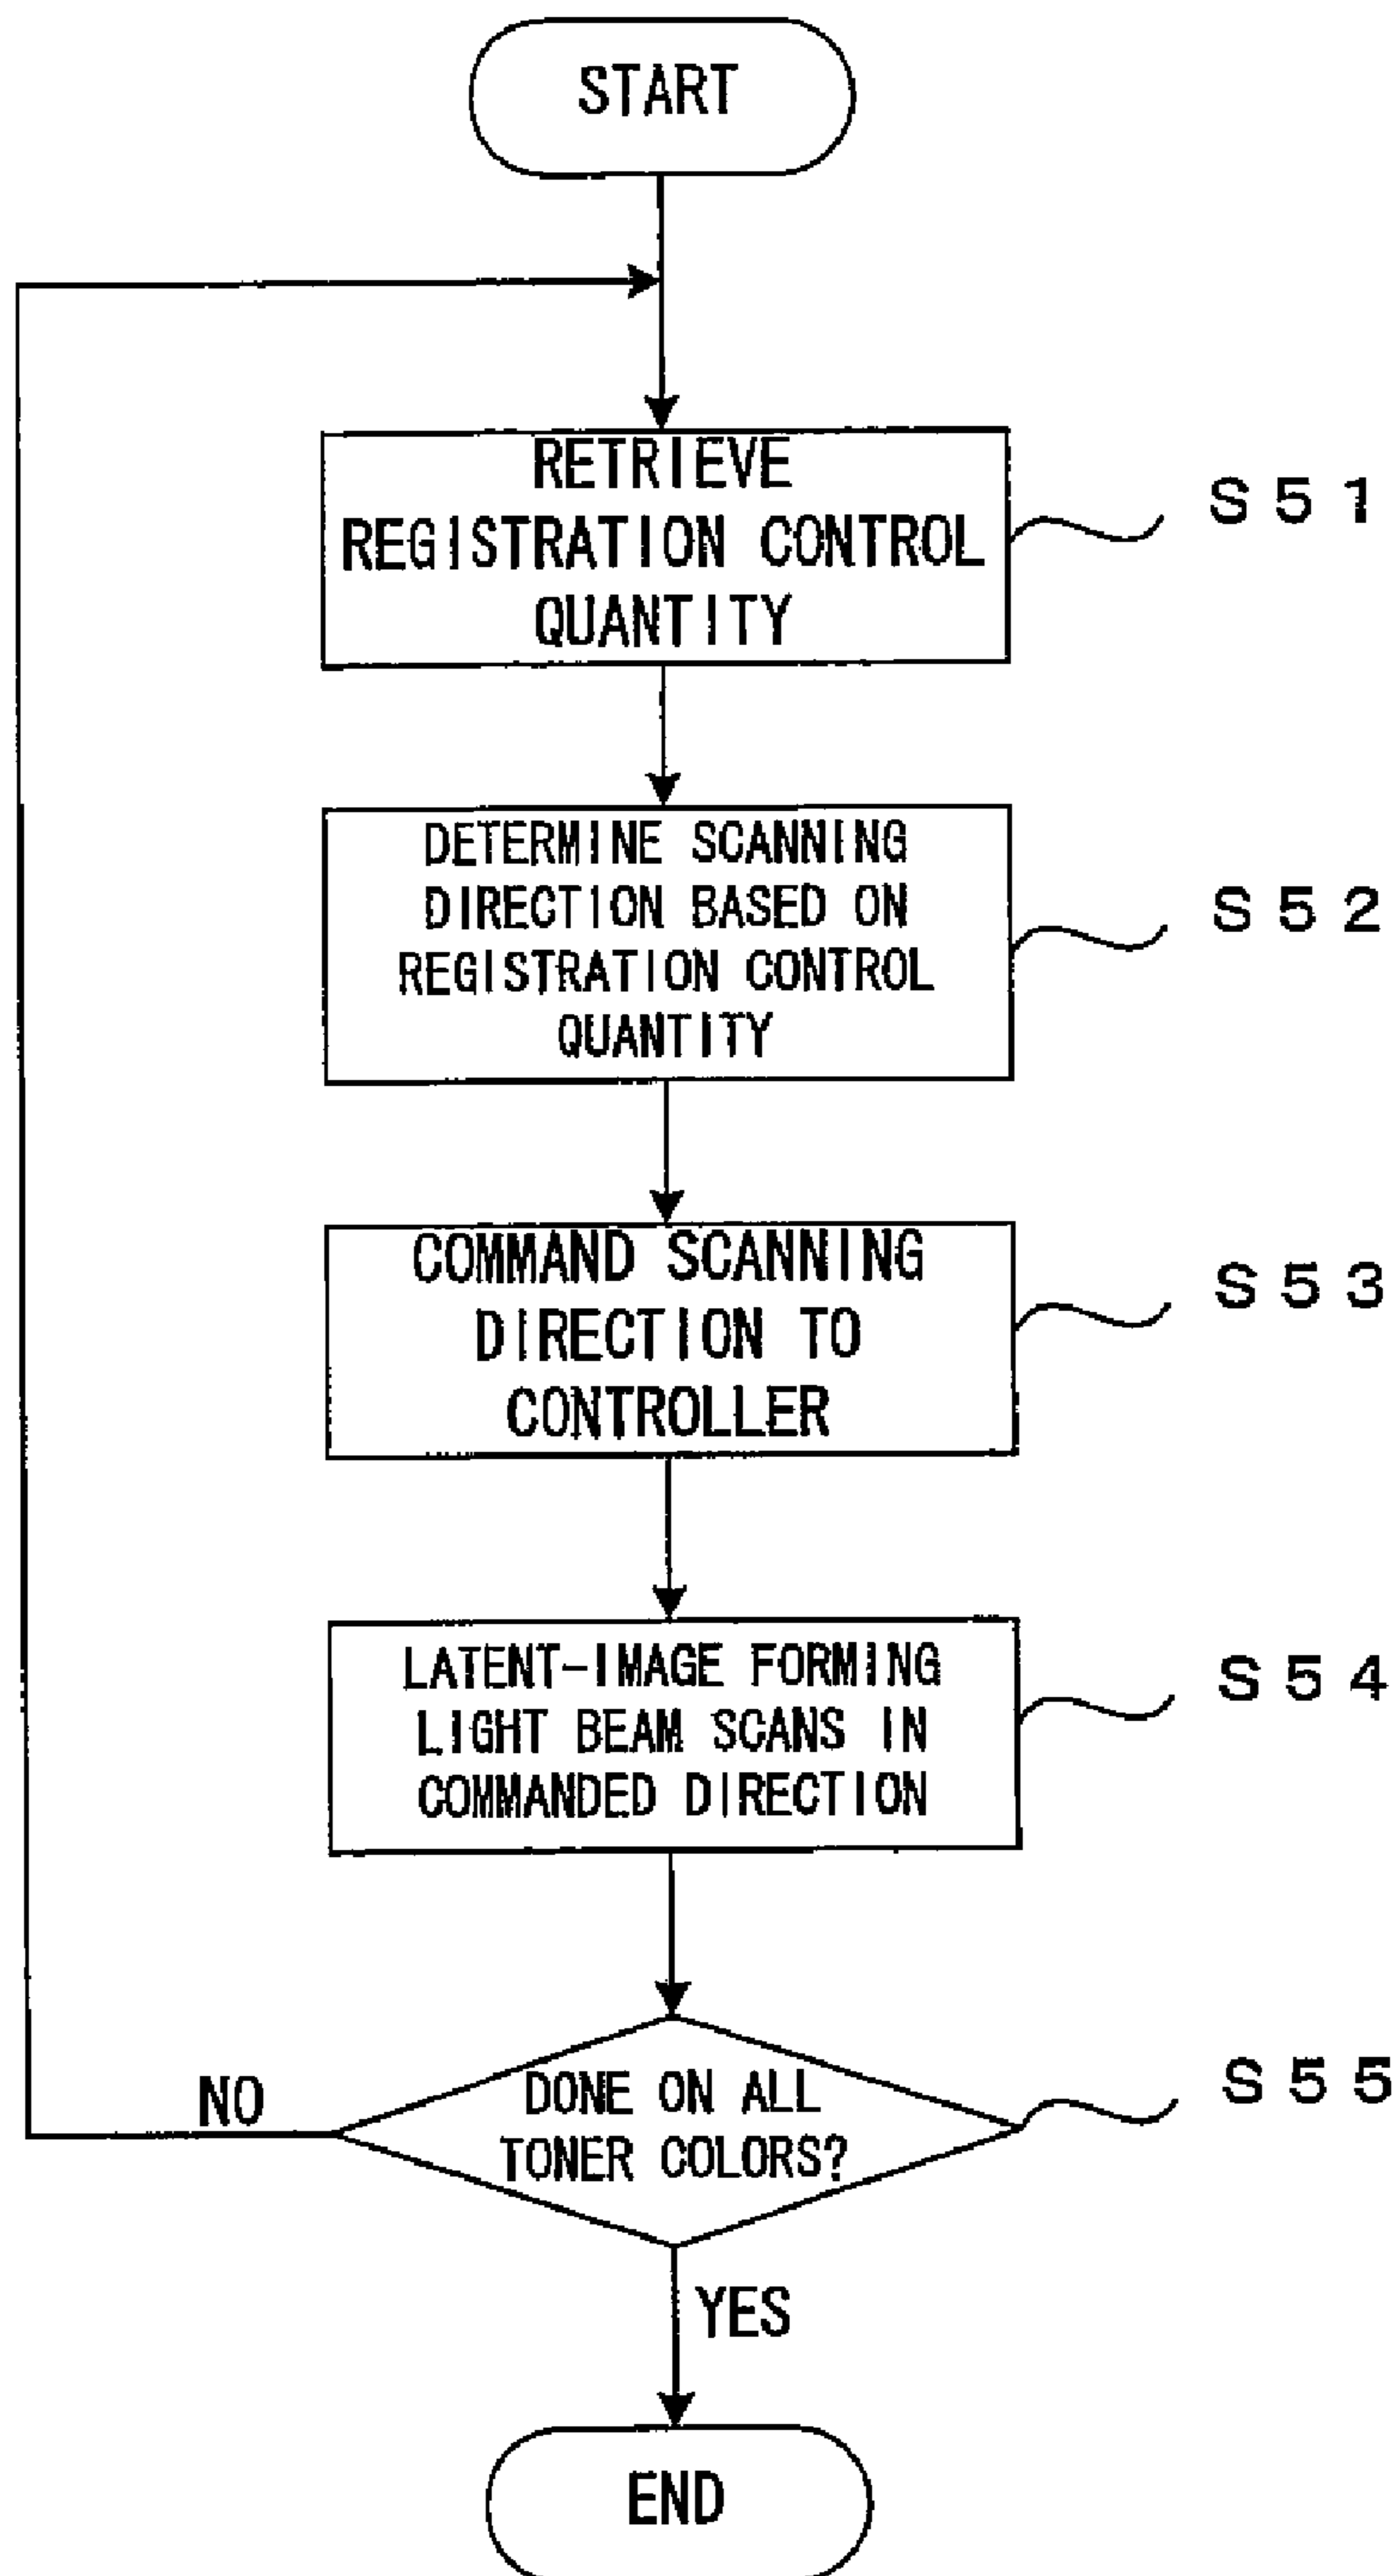 START
RETRIEVE
REGISTRATION CONTROL
QUANTITY
S51
DETERMINE SCANNING
DIRECTION BASED ON
REGISTRATION CONTROL
QUANTITY
S52
COMMAND SCANNING
DIRECTION TO
CONTROLLER
S53
LATENT-IMAGE FORMING
LIGHT BEAM SCANS IN
COMMANDED DIRECTION
S54
DONE ON ALL
TONER COLORS?
S55
NO
YES
END